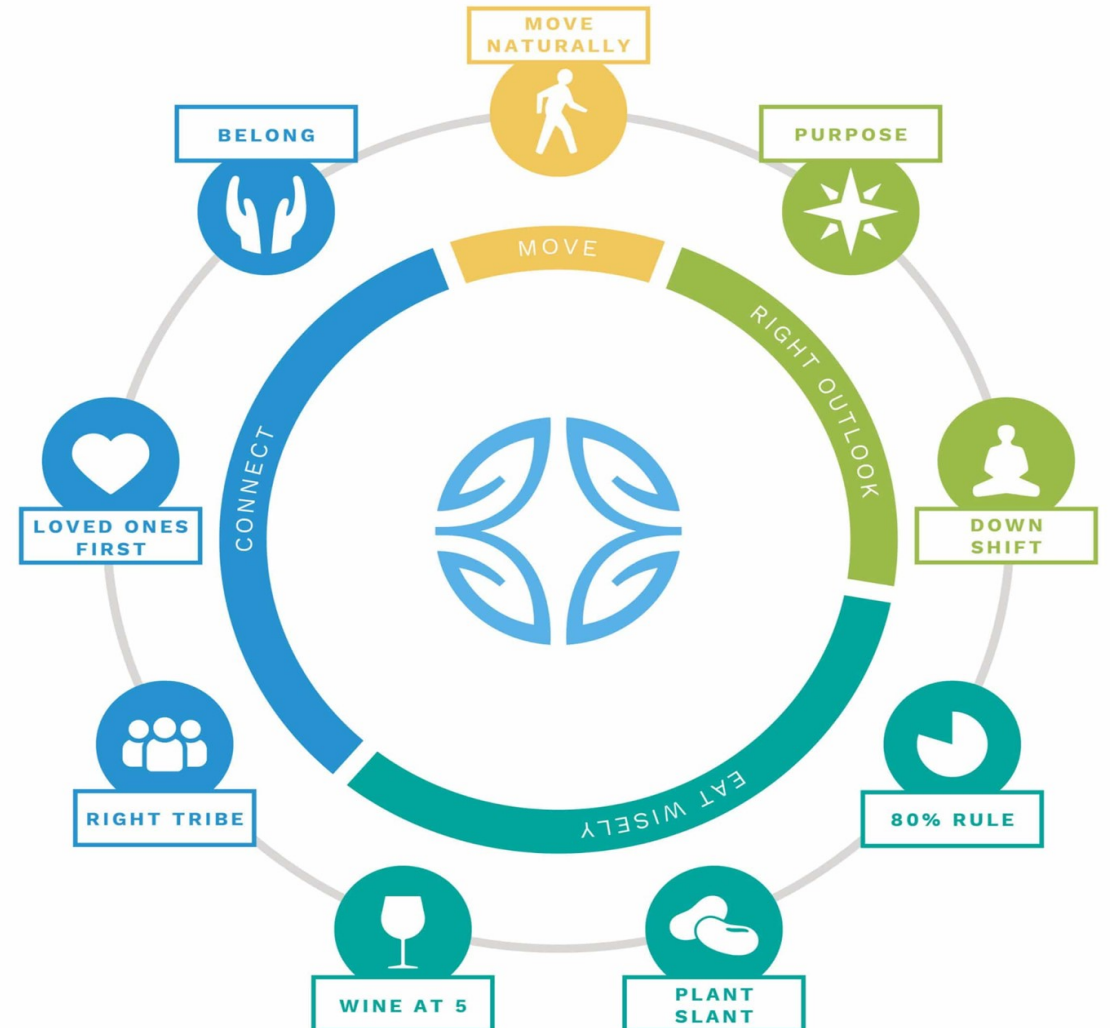 MOVE
NATURALLY
BELONG
PURPOSE
MOVE
RIGHT OUTLOOK
CONNECT
LOVED ONES
FIRST
DOWN
SHIFT
EAT WISELY
RIGHT TRIBE
80% RULE
WINE AT 5
PLANT
SLANT